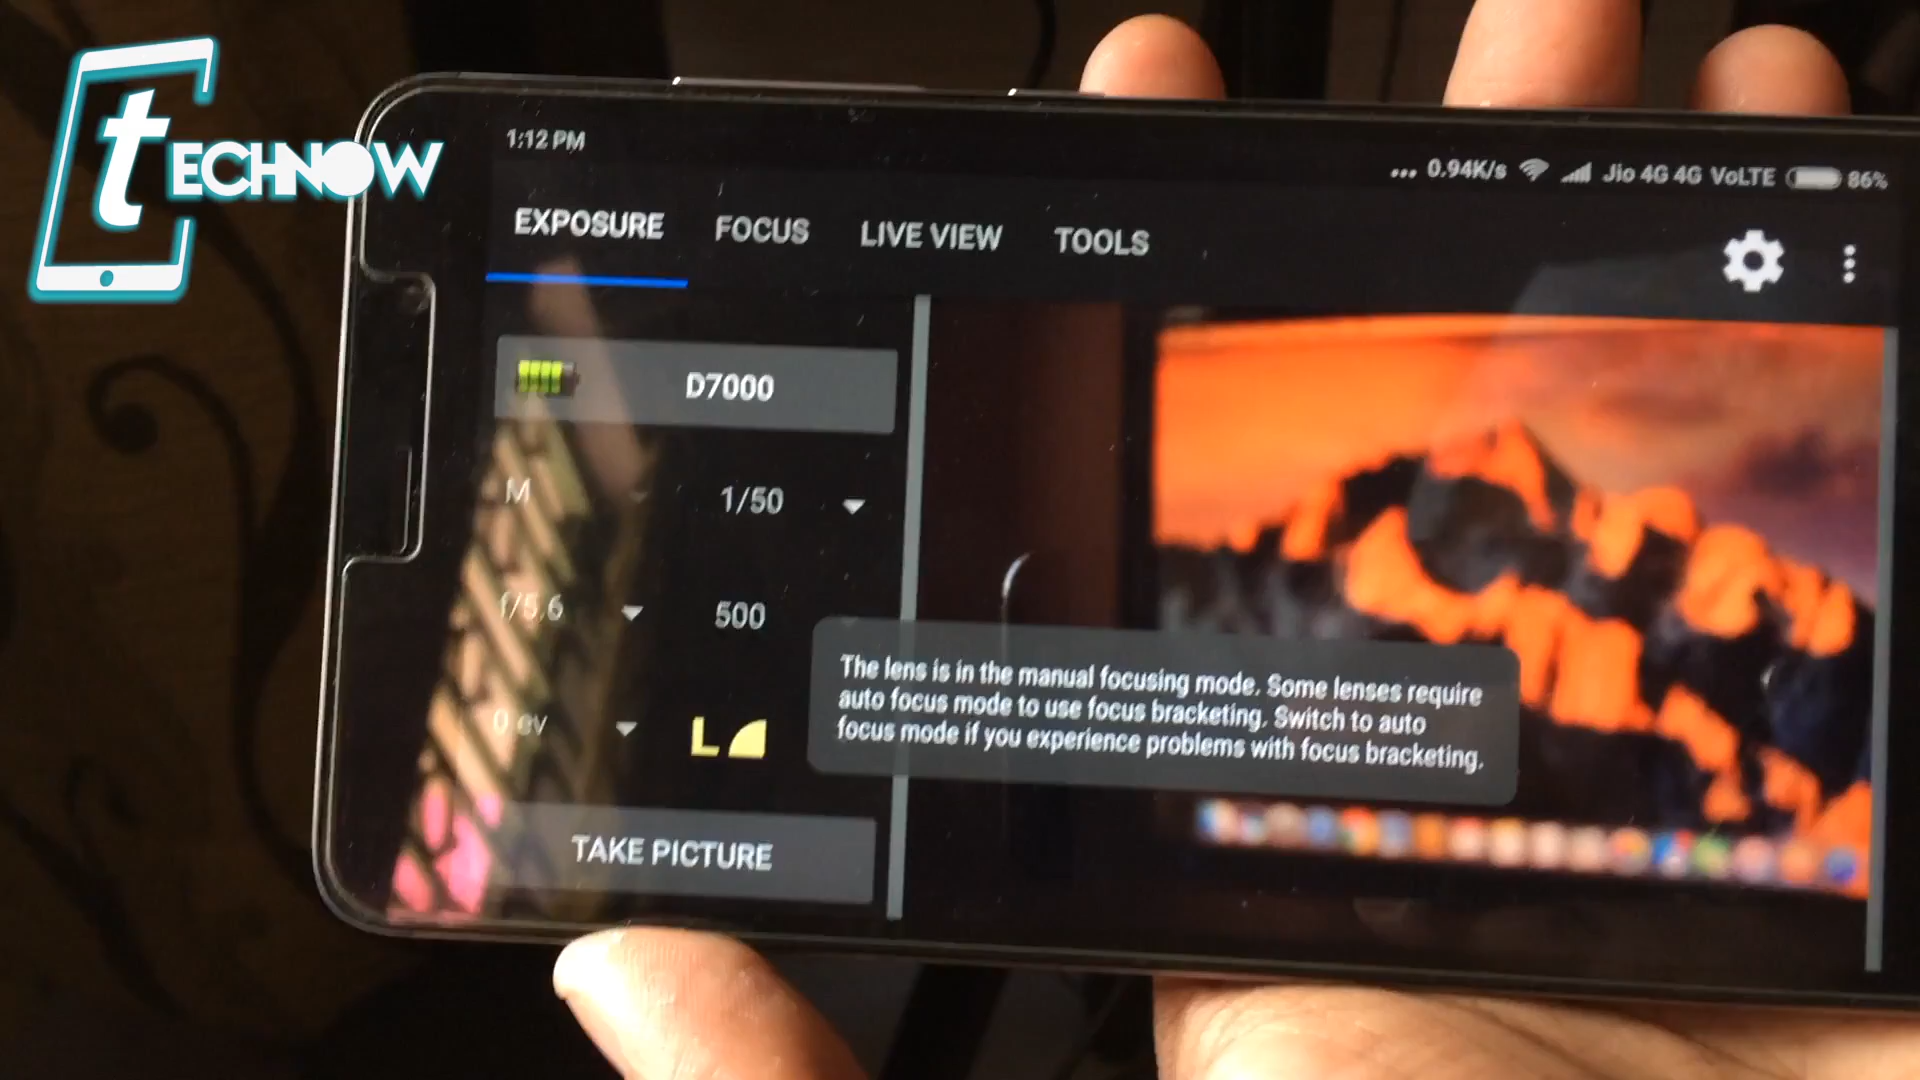 tECHNOW
1:12 PM
... 0.94K/s Jio 4G 4G VoLTE 86%
EXPOSURE FOCUS LIVE VIEW TOOLS
D7000
M 1/50
f/5,6 500
0 ev L
The lens is in the manual focusing mode. Some lenses require
auto focus mode to use focus bracketing. Switch to auto
focus mode if you experience problems with focus bracketing.
TAKE PICTURE